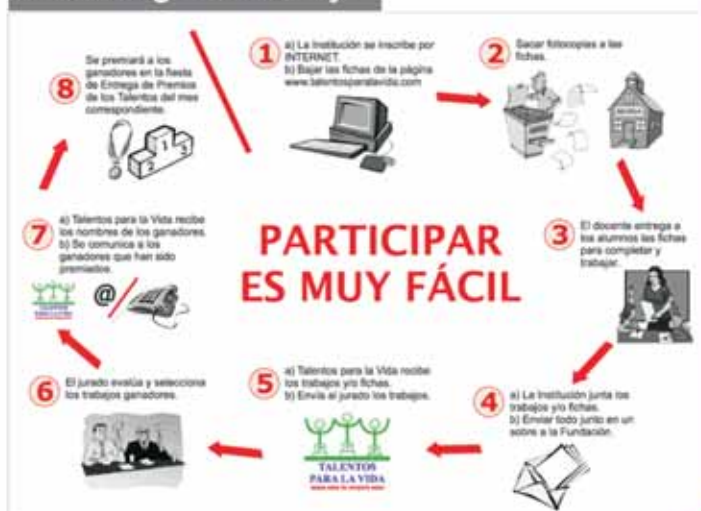 1
a) La Institución se inscribe por
INTERNET.
b) Bajar las fichas de la página
www.talentosparalavida.com
2
Sacar fotocopias a las
fichas.
3
El docente entrega a
los alumnos las fichas
para completar y
trabajar.
4
a) La Institución junta los
trabajos y/o fichas.
b) Enviar todo junto en un
sobre a la Fundación.
5
a) Talentos para la Vida recibe
los trabajos y/o fichas.
b) Envía al jurado los trabajos.
TALENTOS
PARA LA VIDA
6
El jurado evalúa y selecciona
los trabajos ganadores.
7
a) Talentos para la Vida recibe
los nombres de los ganadores.
b) Se comunica a los
ganadores que han sido
premiados.
@
8
Se premiará a los
ganadores en la fiesta
de Entrega de Premios
de los Talentos del mes
correspondiente.
2 1 3
PARTICIPAR
ES MUY FÁCIL